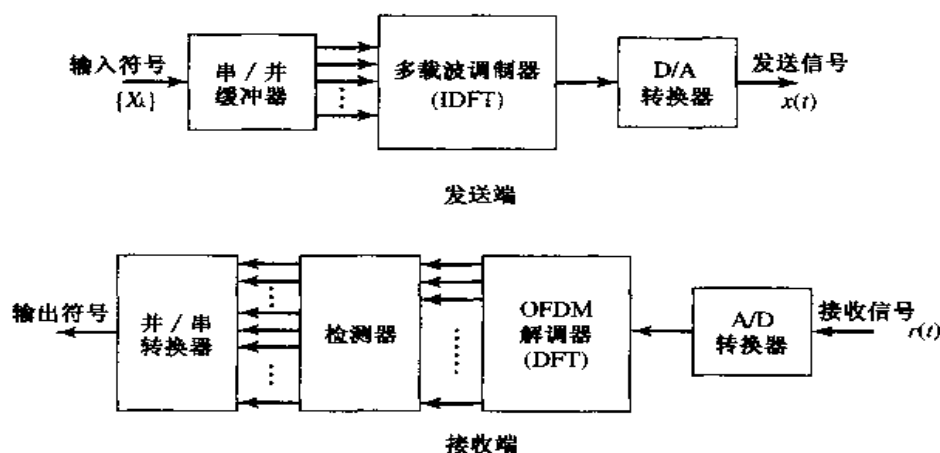 输入符号
{Xk}
串/并
缓冲器
多载波调制器
(IDFT)
D/A
转换器
发送信号
x(t)
发送端
输出符号
并/串
转换器
检测器
OFDM
解调器
(DFT)
A/D
转换器
接收信号
r(t)
接收端